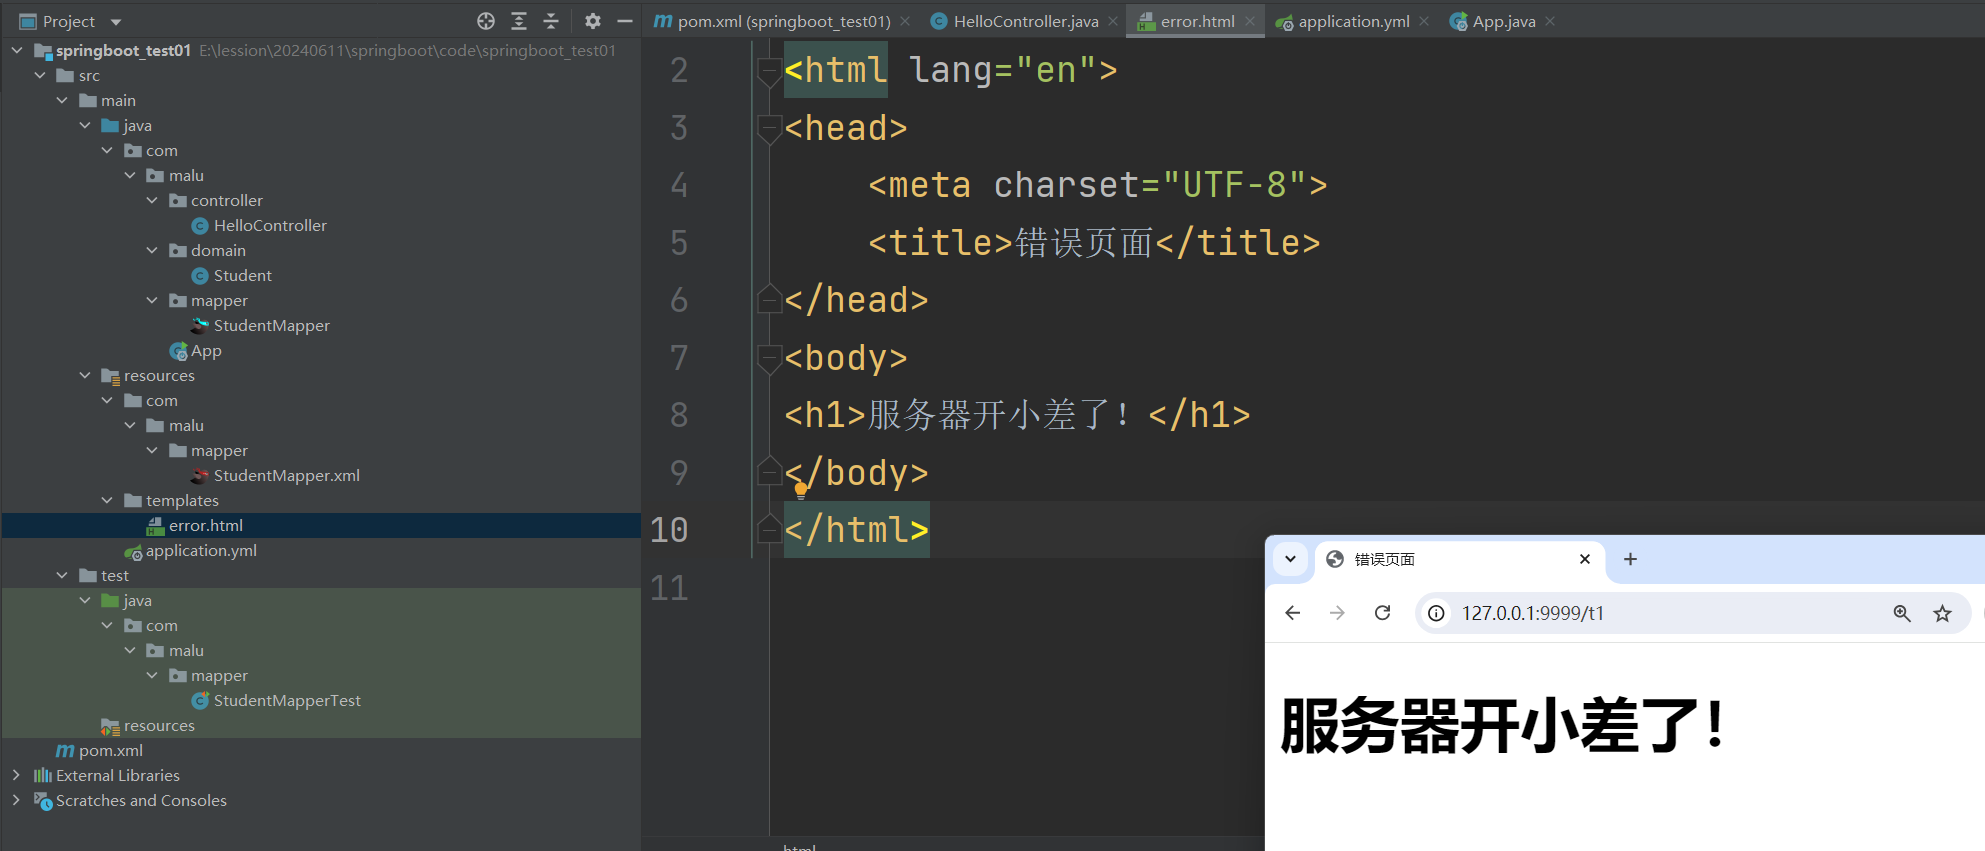 Project
springboot_test01 E:\lession\20240611\springboot\code\springboot_test01
src
main
java
com
malu
controller
HelloController
domain
Student
mapper
StudentMapper
App
resources
com
malu
mapper
StudentMapper.xml
templates
error.html
application.yml
test
java
com
malu
mapper
StudentMapperTest
resources
pom.xml
External Libraries
Scratches and Consoles
pom.xml (springboot_test01) HelloController.java error.html application.yml App.java
2 <html lang="en">
3 <head>
4 <meta charset="UTF-8">
5 <title>错误页面</title>
6 </head>
7 <body>
8 <h1>服务器开小差了！</h1>
9 </body>
10 </html>
11
html
错误页面
127.0.0.1:9999/t1
服务器开小差了！